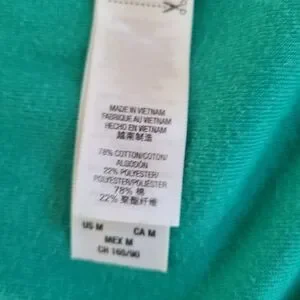 MADE IN VIETNAM
FABRIQUÉ AU VIETNAM
HECHO EN VIETNAM
越南制造
78% COTTON/COTON/
ALGODÓN
22% POLYESTER/
POLYESTER/POLIÉSTER
78% 棉
22% 聚酯纤维
US M CA M
MEX M
CH 165/90